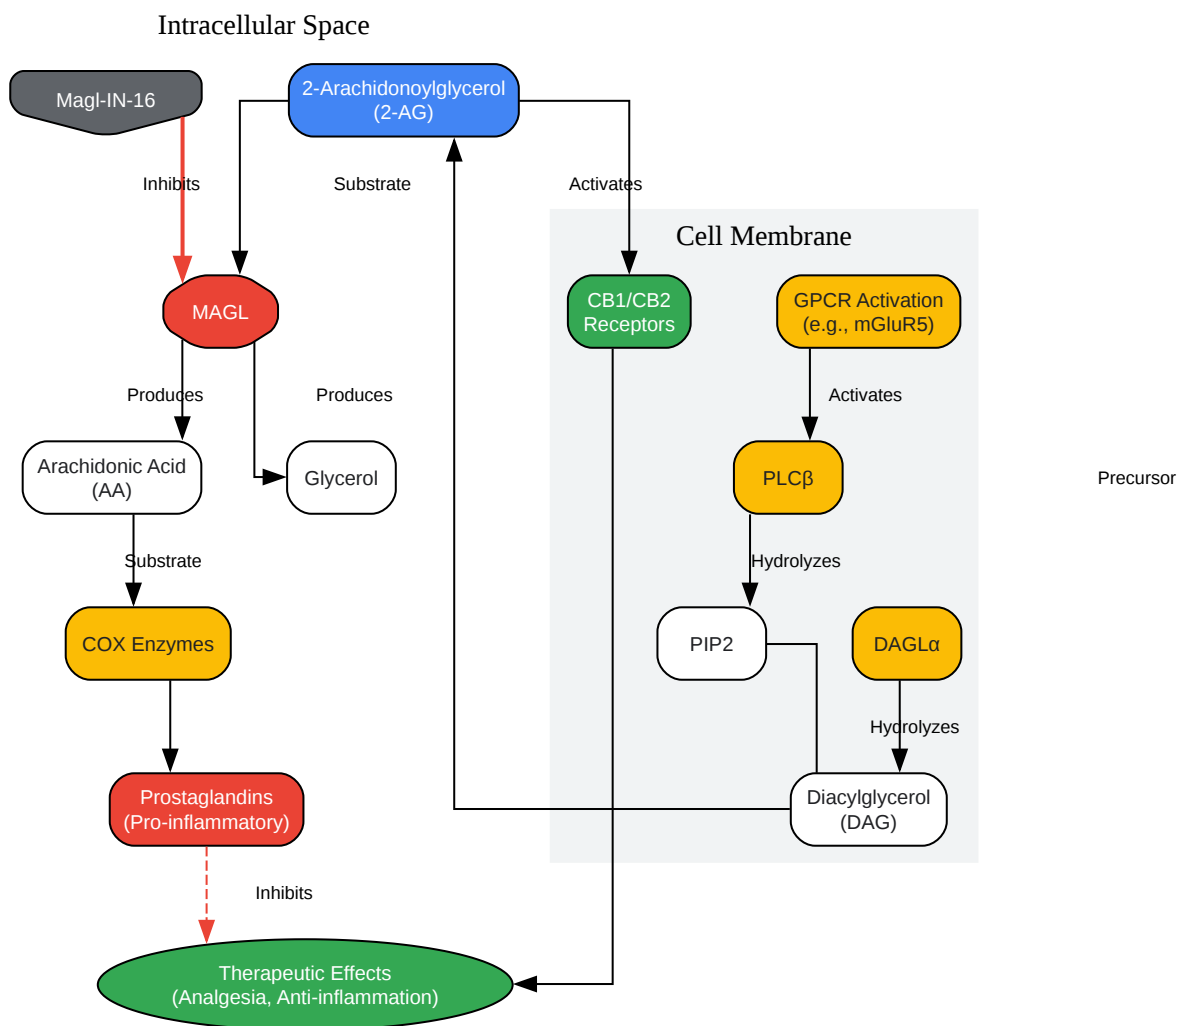 Intracellular Space
Magl-IN-16
2-Arachidonoylglycerol
(2-AG)
Inhibits
Substrate
Activates
Cell Membrane
MAGL
CB1/CB2
Receptors
GPCR Activation
(e.g., mGluR5)
Produces
Produces
Activates
Arachidonic Acid
(AA)
Glycerol
PLCβ
Precursor
Substrate
Hydrolyzes
COX Enzymes
PIP2
DAGLα
Hydrolyzes
Prostaglandins
(Pro-inflammatory)
Diacylglycerol
(DAG)
Inhibits
Therapeutic Effects
(Analgesia, Anti-inflammation)